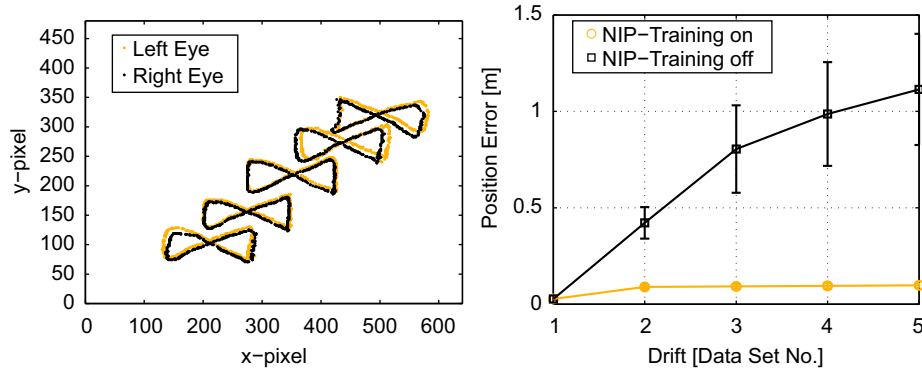 450
400
350
300
250
200
150
100
50
0
Left Eye
Right Eye
y−pixel
0 100 200 300 400 500 600
x−pixel
NIP−Training on
NIP−Training off
Position Error [m]
1
0.5
0
1 2 3 4 5
Drift [Data Set No.]